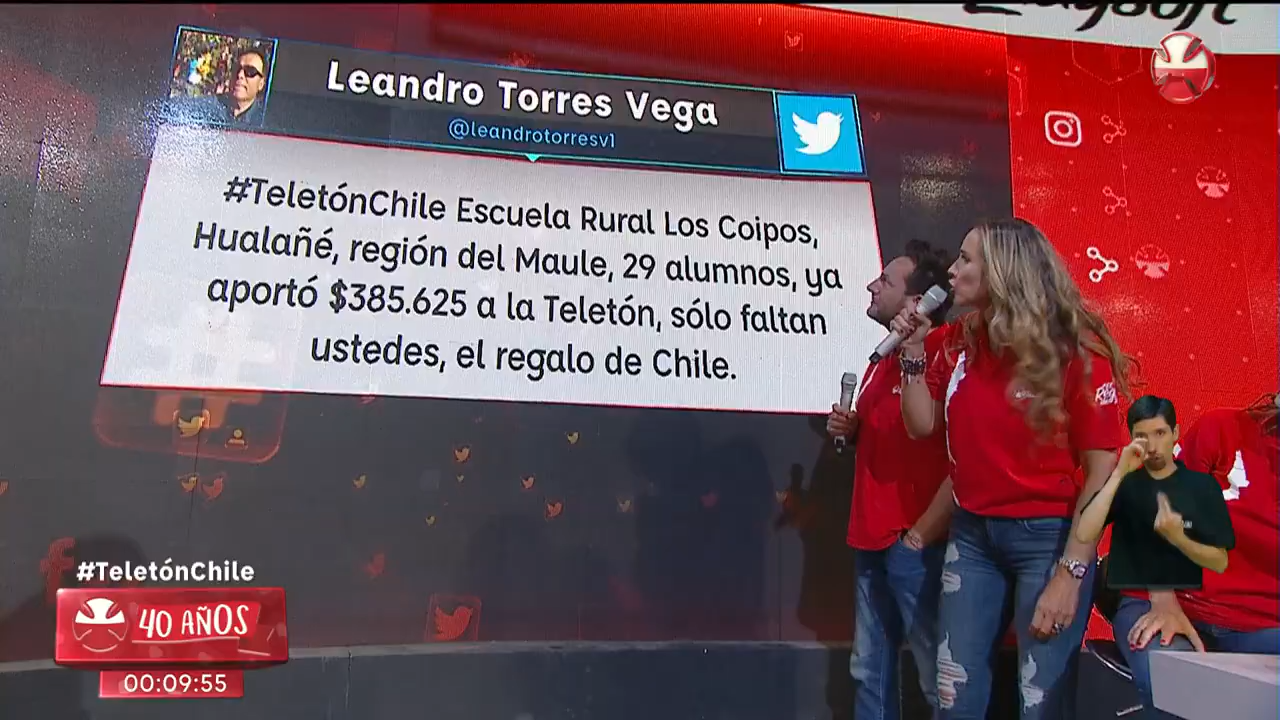 Leandro Torres Vega
@leandrotorresv1
#TeletónChile Escuela Rural Los Coipos,
Hualañé, región del Maule, 29 alumnos, ya
aportó $385.625 a la Teletón, sólo faltan
ustedes, el regalo de Chile.
#TeletónChile
40 AÑOS
00:09:55